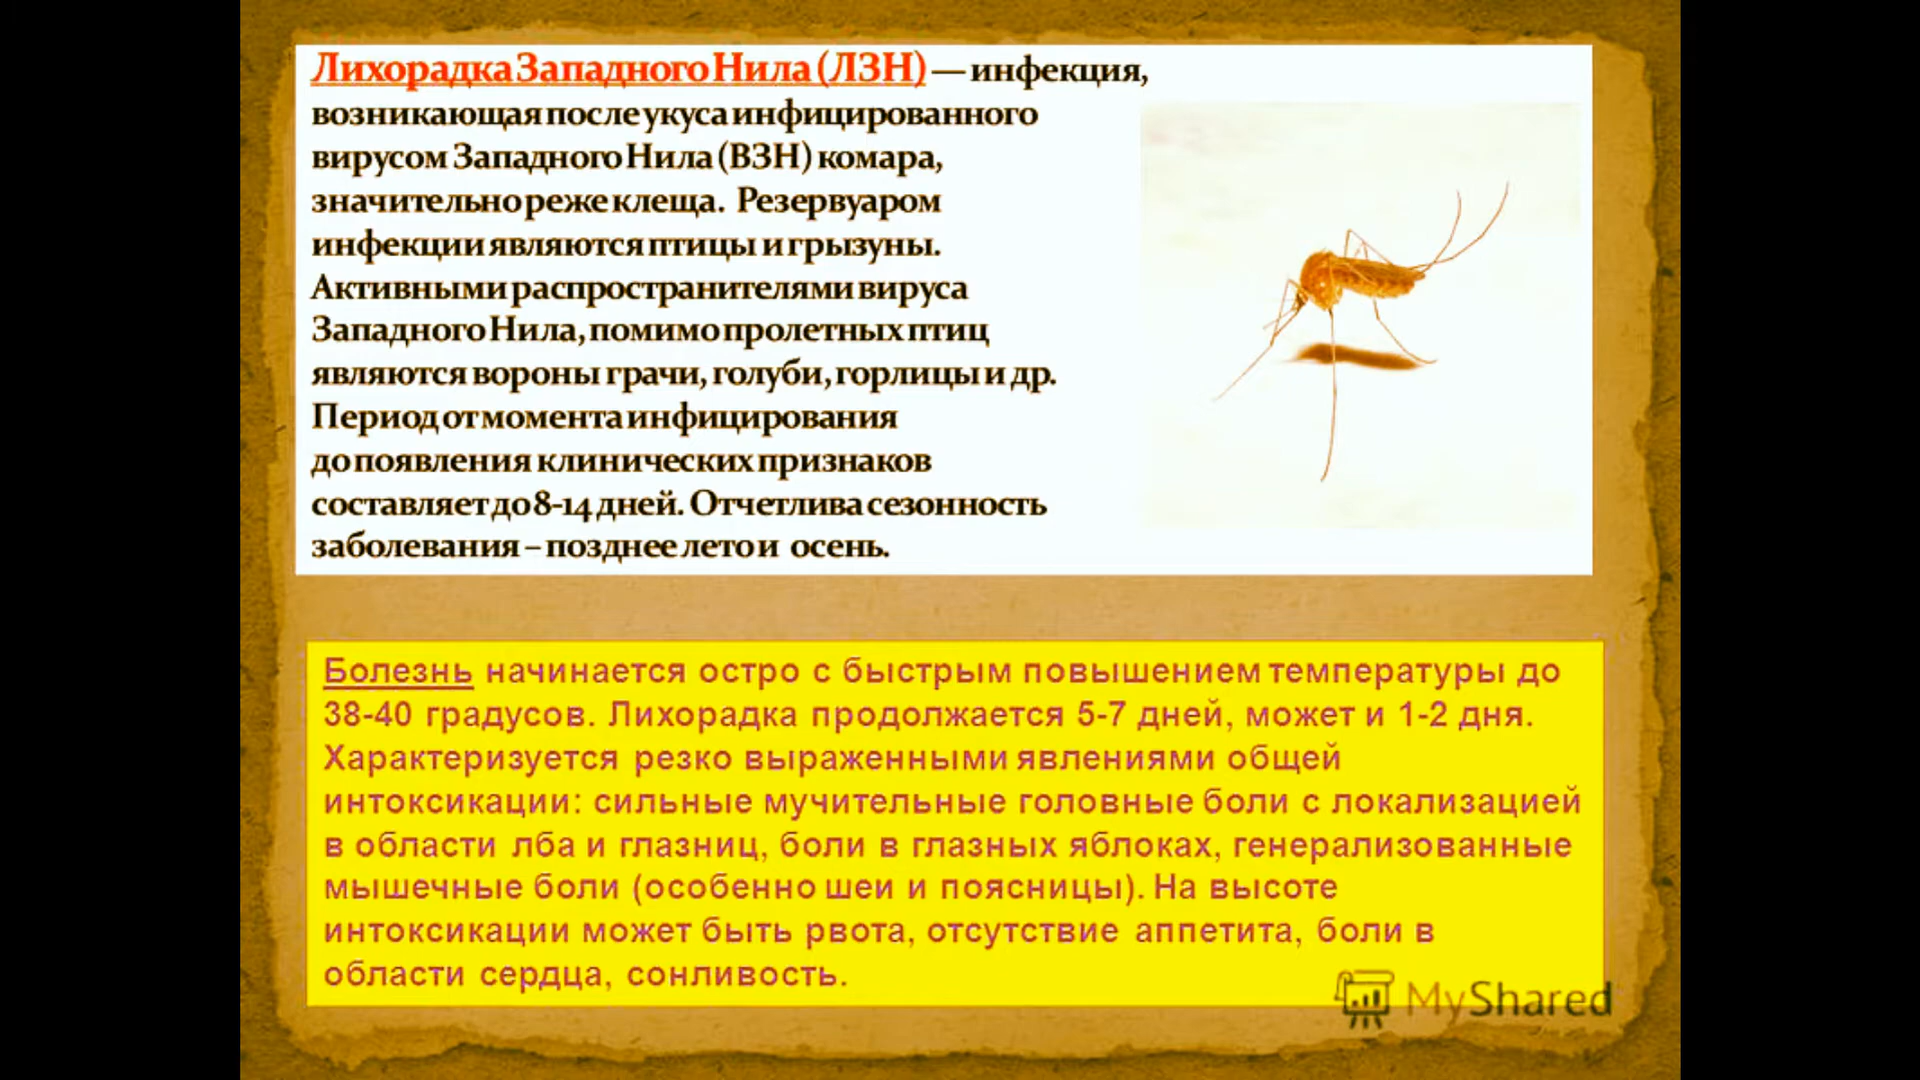 Лихорадка Западного Нила (ЛЗН) — инфекция,
возникающая после укуса инфицированного
вирусом Западного Нила (ВЗН) комара,
значительно реже клеща. Резервуаром
инфекции являются птицы и грызуны.
Активными распространителями вируса
Западного Нила, помимо пролетных птиц
являются вороны грачи, голуби, горлицы и др.
Период от момента инфицирования
до появления клинических признаков
составляет до 8-14 дней. Отчетлива сезонность
заболевания – позднее лето и осень.
Болезнь начинается остро с быстрым повышением температуры до
38-40 градусов. Лихорадка продолжается 5-7 дней, может и 1-2 дня.
Характеризуется резко выраженными явлениями общей
интоксикации: сильные мучительные головные боли с локализацией
в области лба и глазниц, боли в глазных яблоках, генерализованные
мышечные боли (особенно шеи и поясницы). На высоте
интоксикации может быть рвота, отсутствие аппетита, боли в
области сердца, сонливость.
MyShared